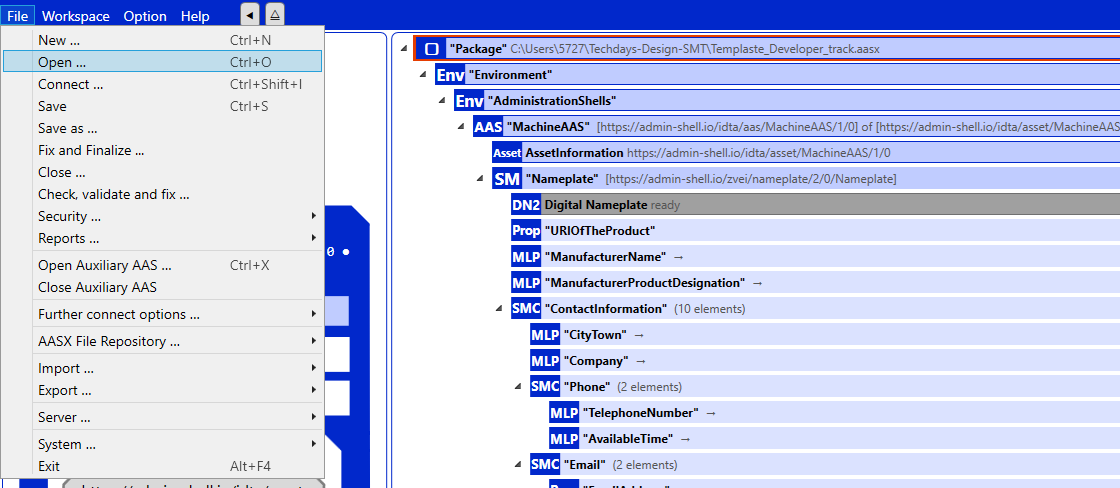 File Workspace Option Help ◄ △
New ... Ctrl+N
Open ... Ctrl+O
Connect ... Ctrl+Shift+I
Save Ctrl+S
Save as ...
Fix and Finalize ...
Close ...
Check, validate and fix ...
Security ...
Reports ...
Open Auxiliary AAS ... Ctrl+X
Close Auxiliary AAS
Further connect options ...
AASX File Repository ...
Import ...
Export ...
Server ...
System ...
Exit Alt+F4
0
"Package" C:\Users\5727\Techdays-Design-SMT\Templaste_Developer_track.aasx
Env "Environment"
Env "AdministrationShells"
AAS "MachineAAS" [https://admin-shell.io/idta/aas/MachineAAS/1/0] of [https://admin-shell.io/idta/asset/MachineAAS
Asset AssetInformation https://admin-shell.io/idta/asset/MachineAAS/1/0
SM "Nameplate" [https://admin-shell.io/zvei/nameplate/2/0/Nameplate]
DN2 Digital Nameplate ready
Prop "URIOfTheProduct"
MLP "ManufacturerName" →
MLP "ManufacturerProductDesignation" →
SMC "ContactInformation" (10 elements)
MLP "CityTown" →
MLP "Company" →
SMC "Phone" (2 elements)
MLP "TelephoneNumber" →
MLP "AvailableTime" →
SMC "Email" (2 elements)